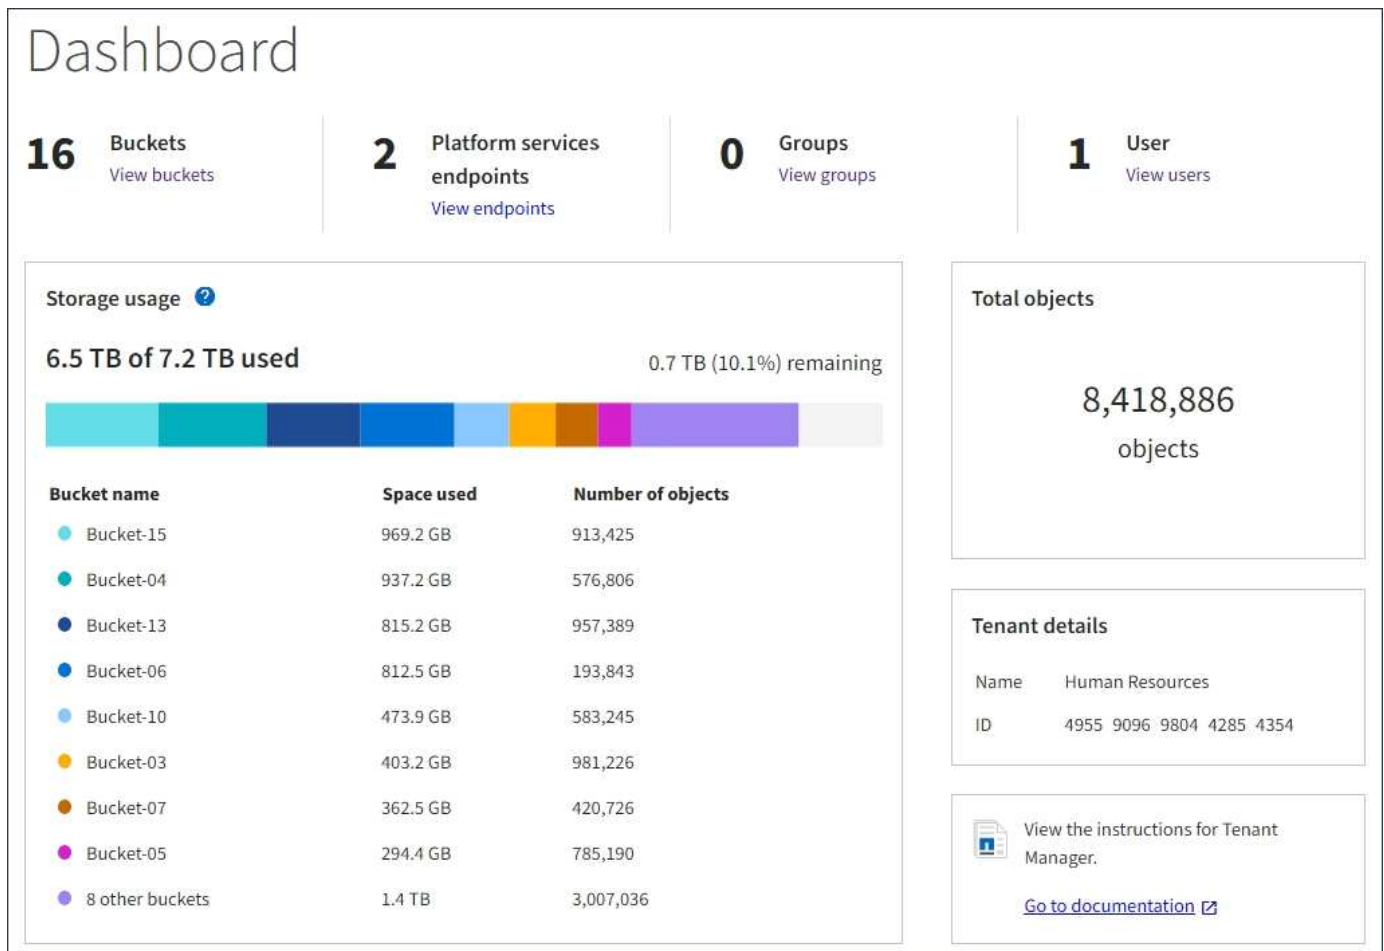 Dashboard
16 Buckets
View buckets
2 Platform services
endpoints
View endpoints
0 Groups
View groups
1 User
View users
Storage usage ?
6.5 TB of 7.2 TB used
0.7 TB (10.1%) remaining
Bucket name Space used Number of objects
Bucket-15 969.2 GB 913,425
Bucket-04 937.2 GB 576,806
Bucket-13 815.2 GB 957,389
Bucket-06 812.5 GB 193,843
Bucket-10 473.9 GB 583,245
Bucket-03 403.2 GB 981,226
Bucket-07 362.5 GB 420,726
Bucket-05 294.4 GB 785,190
8 other buckets 1.4 TB 3,007,036
Total objects
8,418,886
objects
Tenant details
Name Human Resources
ID 4955 9096 9804 4285 4354
View the instructions for Tenant
Manager.
Go to documentation